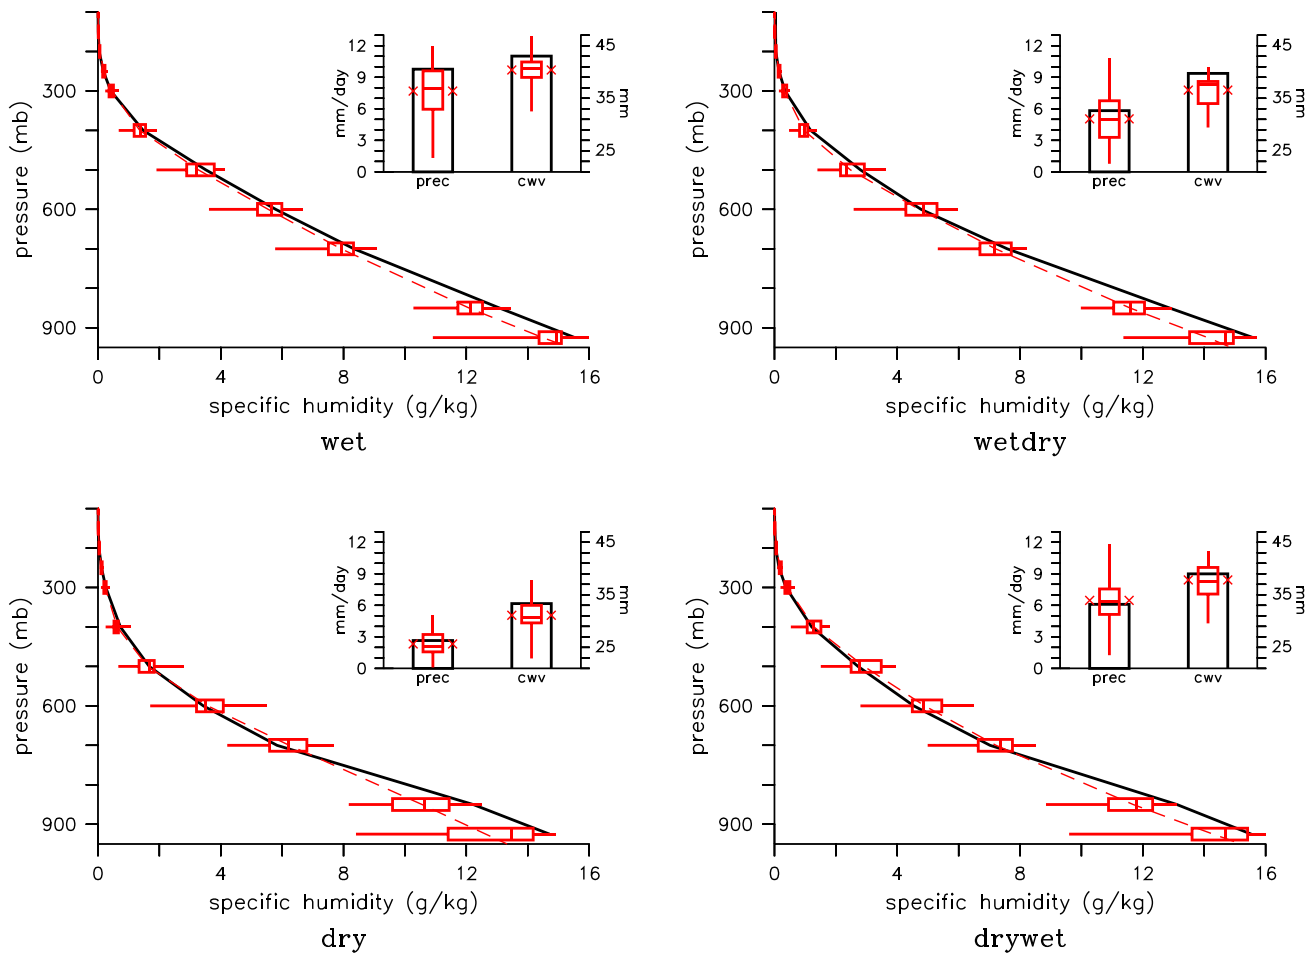 12
9
6
3
0
mm/day
prec
cwv
45
35
25
mm
300
600
900
pressure (mb)
0
4
8
12
16
specific humidity (g/kg)
wet
12
9
6
3
0
mm/day
prec
cwv
45
35
25
mm
300
600
900
pressure (mb)
0
4
8
12
16
specific humidity (g/kg)
wetdry
12
9
6
3
0
mm/day
prec
cwv
45
35
25
mm
300
600
900
pressure (mb)
0
4
8
12
16
specific humidity (g/kg)
dry
12
9
6
3
0
mm/day
prec
cwv
45
35
25
mm
300
600
900
pressure (mb)
0
4
8
12
16
specific humidity (g/kg)
drywet